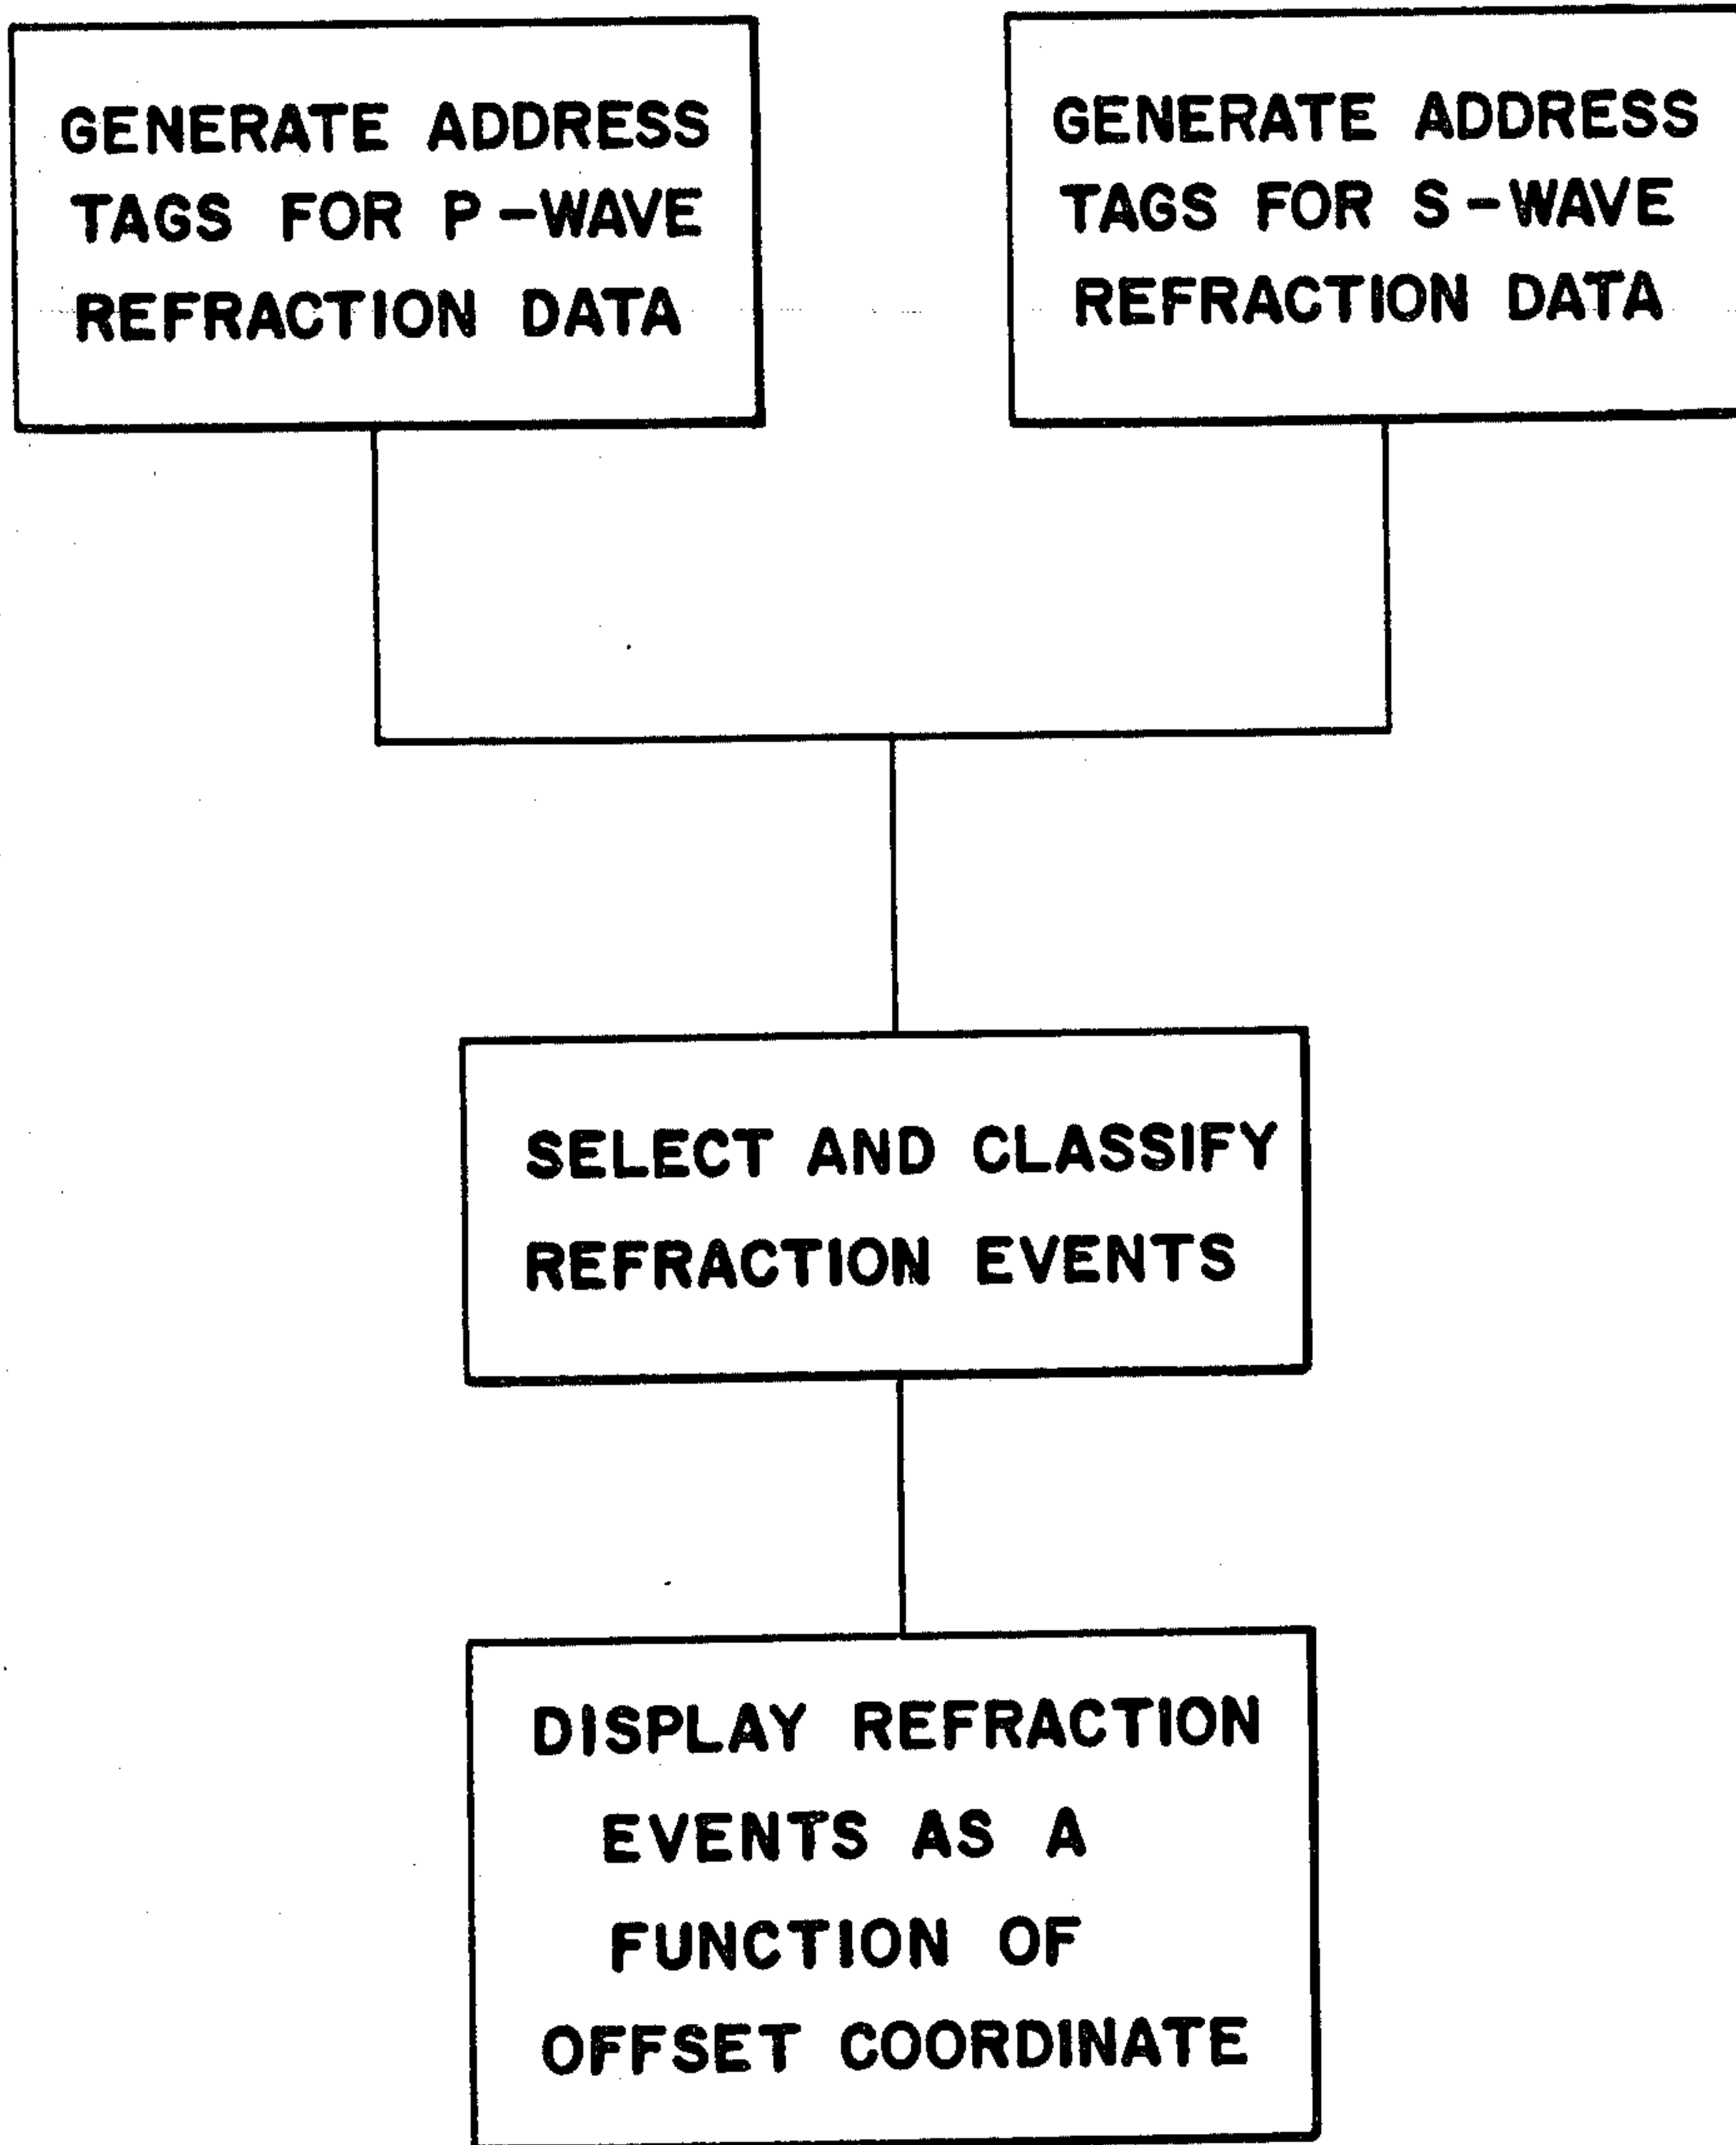 GENERATE ADDRESS
TAGS FOR P-WAVE
REFRACTION DATA
GENERATE ADDRESS
TAGS FOR S-WAVE
REFRACTION DATA
SELECT AND CLASSIFY
REFRACTION EVENTS
DISPLAY REFRACTION
EVENTS AS A
FUNCTION OF
OFFSET COORDINATE